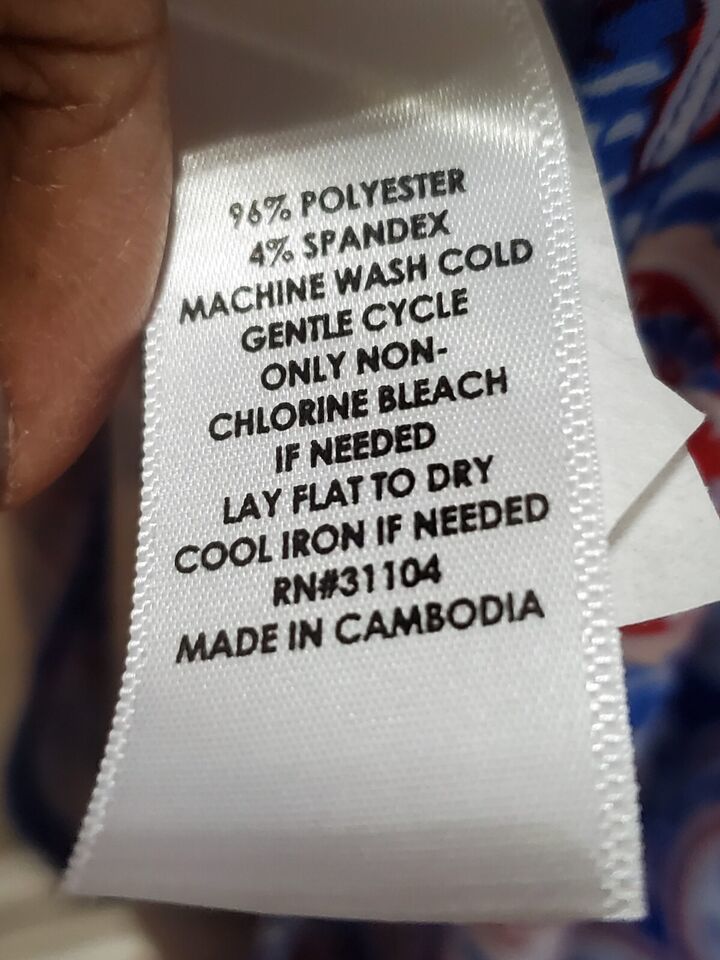 96% POLYESTER
4% SPANDEX
MACHINE WASH COLD
GENTLE CYCLE
ONLY NON-
CHLORINE BLEACH
IF NEEDED
LAY FLAT TO DRY
COOL IRON IF NEEDED
RN#31104
MADE IN CAMBODIA